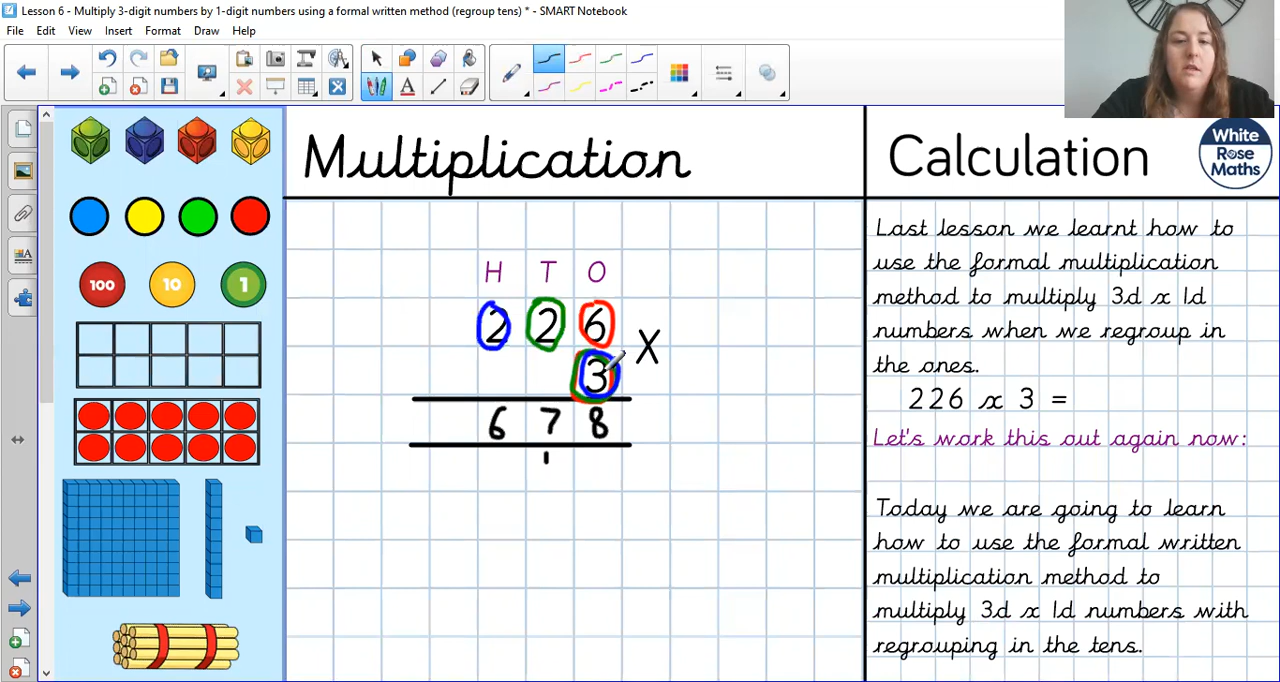 Lesson 6 - Multiply 3-digit numbers by 1-digit numbers using a formal written method (regroup tens) * - SMART Notebook
File Edit View Insert Format Draw Help
Multiplication
H T O
2 2 6
3 X
6 7 8
1
100 10 1
Calculation
White
Rose
Maths
Last lesson we learnt how to
use the formal multiplication
method to multiply 3d x 1d
numbers when we regroup in
the ones.
226 x 3 =
Let's work this out again now:
Today we are going to learn
how to use the formal written
multiplication method to
multiply 3d x 1d numbers with
regrouping in the tens.